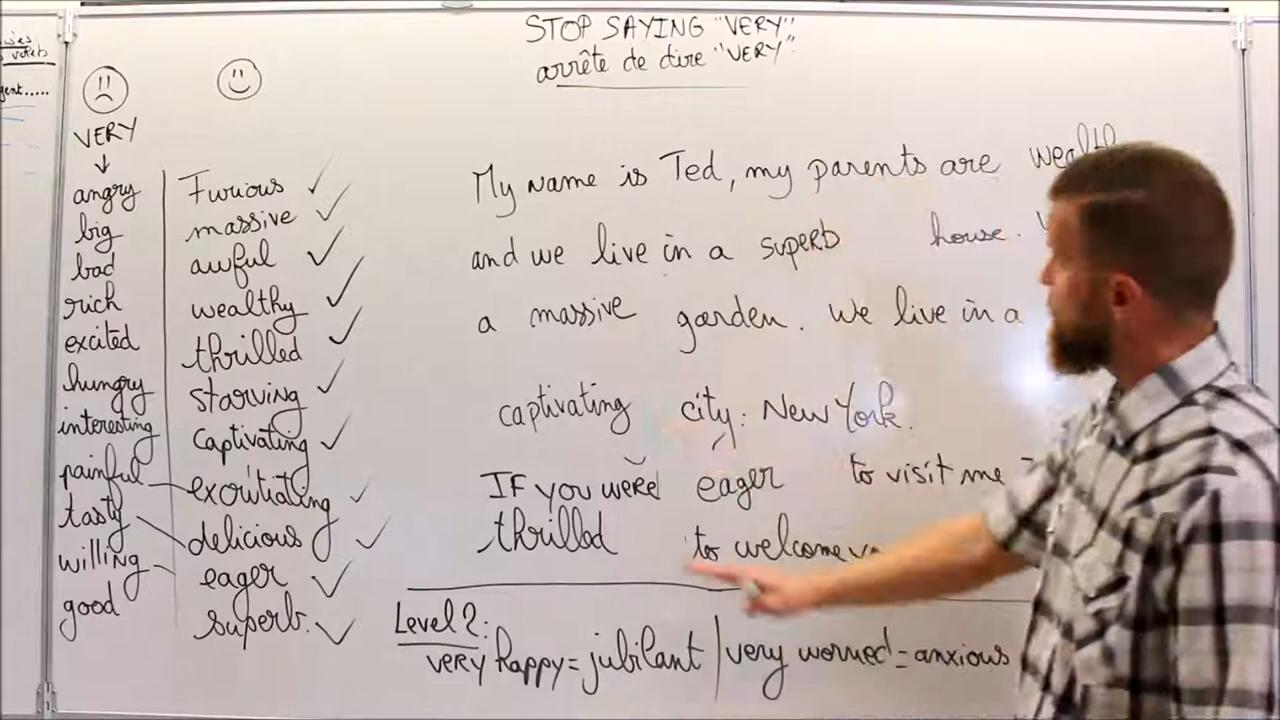 STOP SAYING "VERY"
arrête de dire "VERY"
VERY
angry
big
bad
rich
excited
hungry
interesting
painful
tasty
willing
good
Furious
massive
awful
wealthy
thrilled
starving
captivating
excrutiating
delicious
eager
superb.
My name is Ted, my parents are wealth
and we live in a superb house.
a massive garden. We live in a
captivating city: New York.
IF you were eager to visit me
thrilled to welcome
Level 2:
VERY happy = jubilant | very worried = anxious